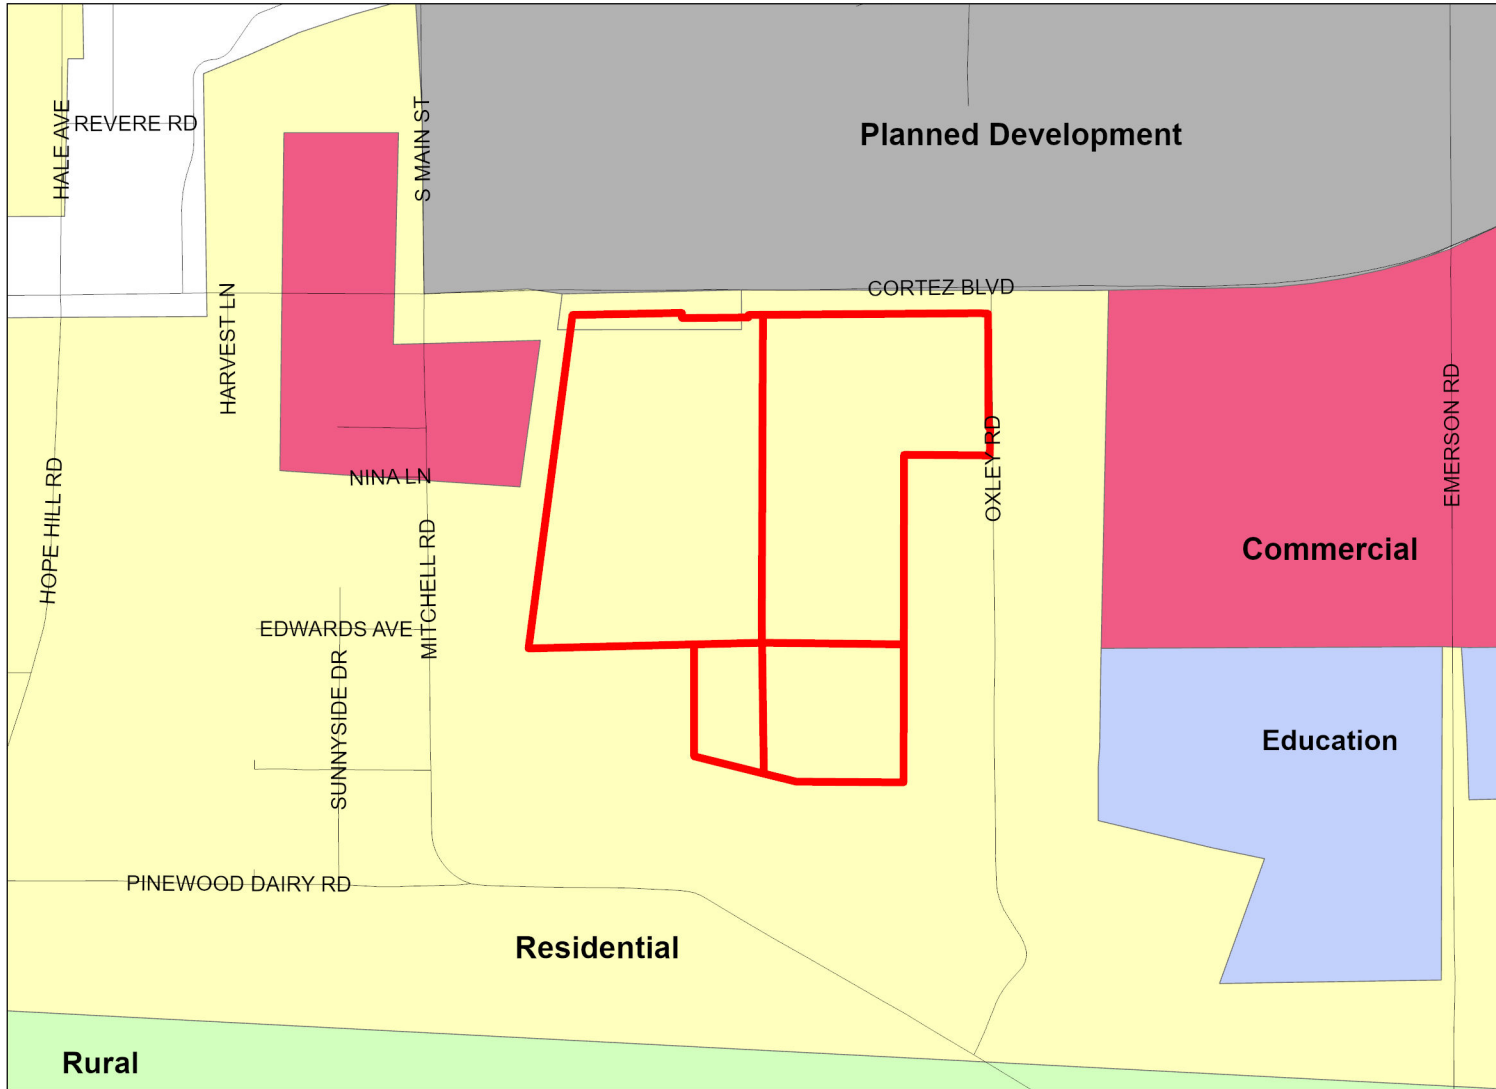 HALE AVE
REVERE RD
S MAIN ST
Planned Development
HARVEST LN
CORTEZ BLVD
HOPE HILL RD
NINA LN
MITCHELL RD
OXLEY RD
EMERSON RD
Commercial
EDWARDS AVE
SUNNYSIDE DR
Education
PINEWOOD DAIRY RD
Residential
Rural